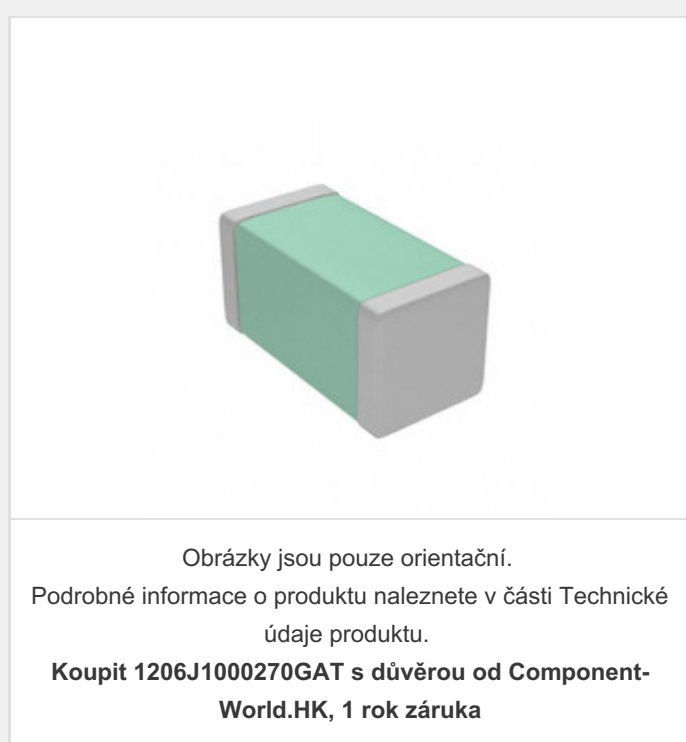 Obrázky jsou pouze orientační.
Podrobné informace o produktu naleznete v části Technické
údaje produktu.
Koupit 1206J1000270GAT s důvěrou od Component-
World.HK, 1 rok záruka